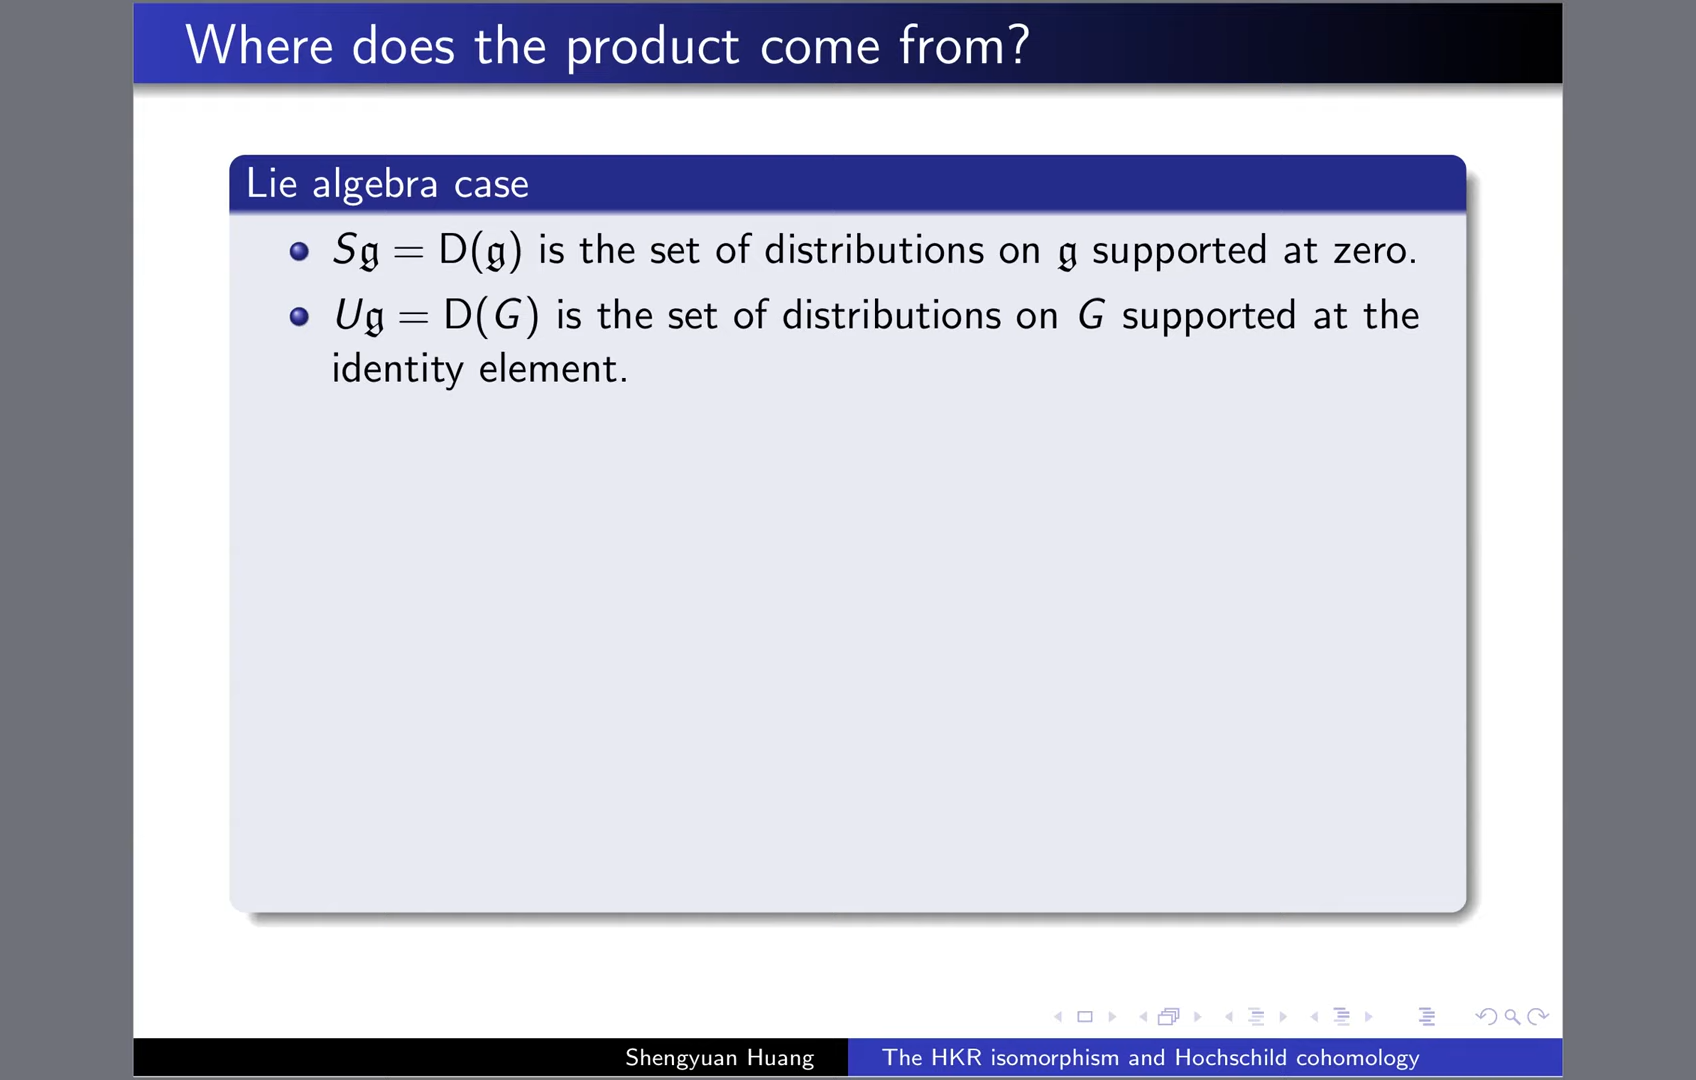 Where does the product come from?
Lie algebra case
S𝔤 = D(𝔤) is the set of distributions on 𝔤 supported at zero.
U𝔤 = D(G) is the set of distributions on G supported at the
identity element.
Shengyuan Huang
The HKR isomorphism and Hochschild cohomology